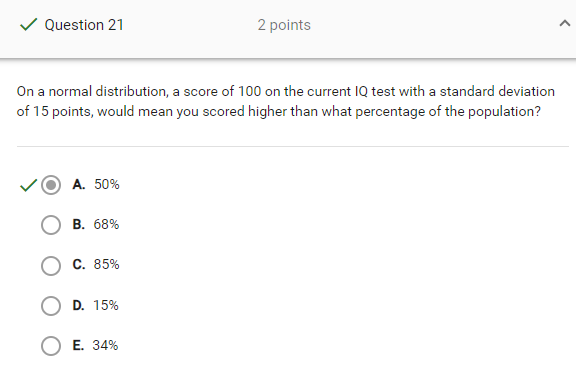 Question 21
2 points
On a normal distribution, a score of 100 on the current IQ test with a standard deviation
of 15 points, would mean you scored higher than what percentage of the population?
A. 50%
B. 68%
C. 85%
D. 15%
E. 34%